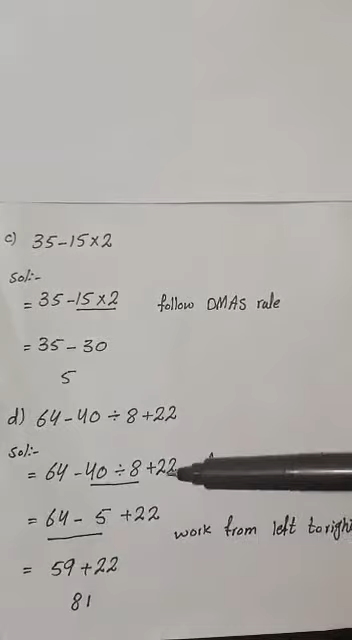 c) 35-15×2
Sol:-
= 35-15×2 follow DMAS rule
= 35-30
5
d) 64-40÷8+22
Sol:-
= 64-40÷8+22
= 64-5+22
work from left to right
= 59+22
81